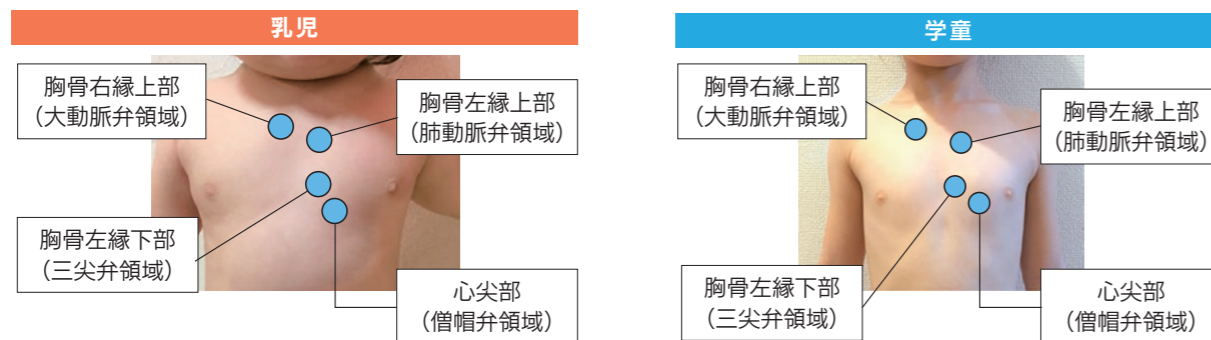 乳児
胸骨右縁上部
(大動脈弁領域)
胸骨左縁上部
(肺動脈弁領域)
胸骨左縁下部
(三尖弁領域)
心尖部
(僧帽弁領域)
学童
胸骨右縁上部
(大動脈弁領域)
胸骨左縁上部
(肺動脈弁領域)
胸骨左縁下部
(三尖弁領域)
心尖部
(僧帽弁領域)